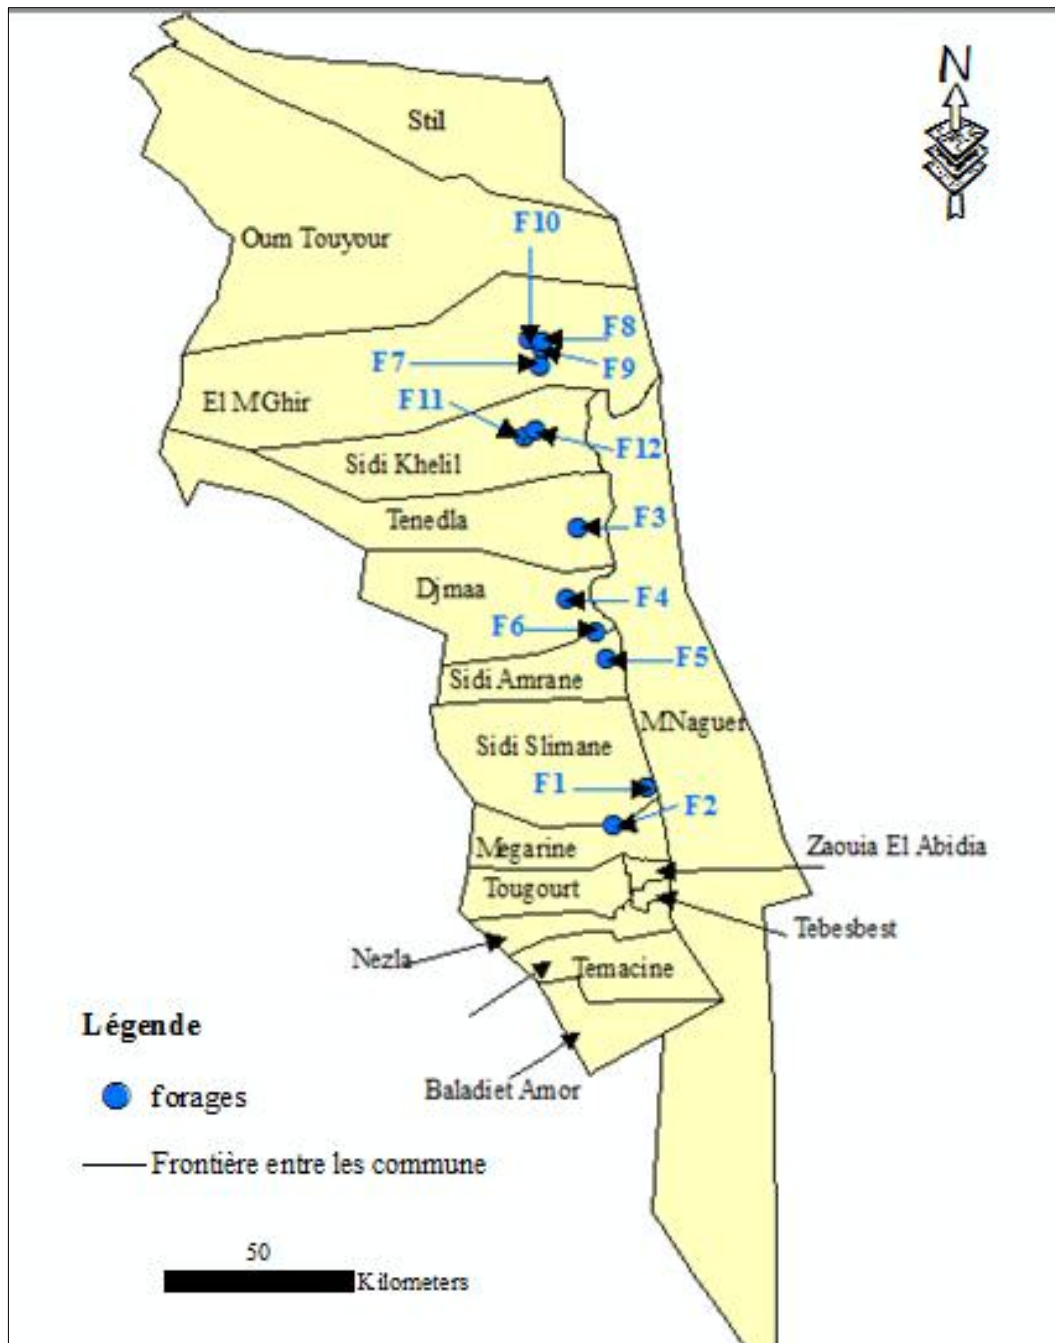 N
Stil
F10
Oum Touyour
F8
F7
F9
El M'Ghir
F11
F12
Sidi Khelil
Tenedla
F3
Djmaa
F4
F6
F5
Sidi Amrane
M'Naguer
Sidi Slimane
F1
F2
Megarine
Zaouia El Abidia
Tougourt
Tebesbest
Nezla
Temacine
Légende
Baladiet Amor
forages
Frontière entre les commune
50
Kilometers